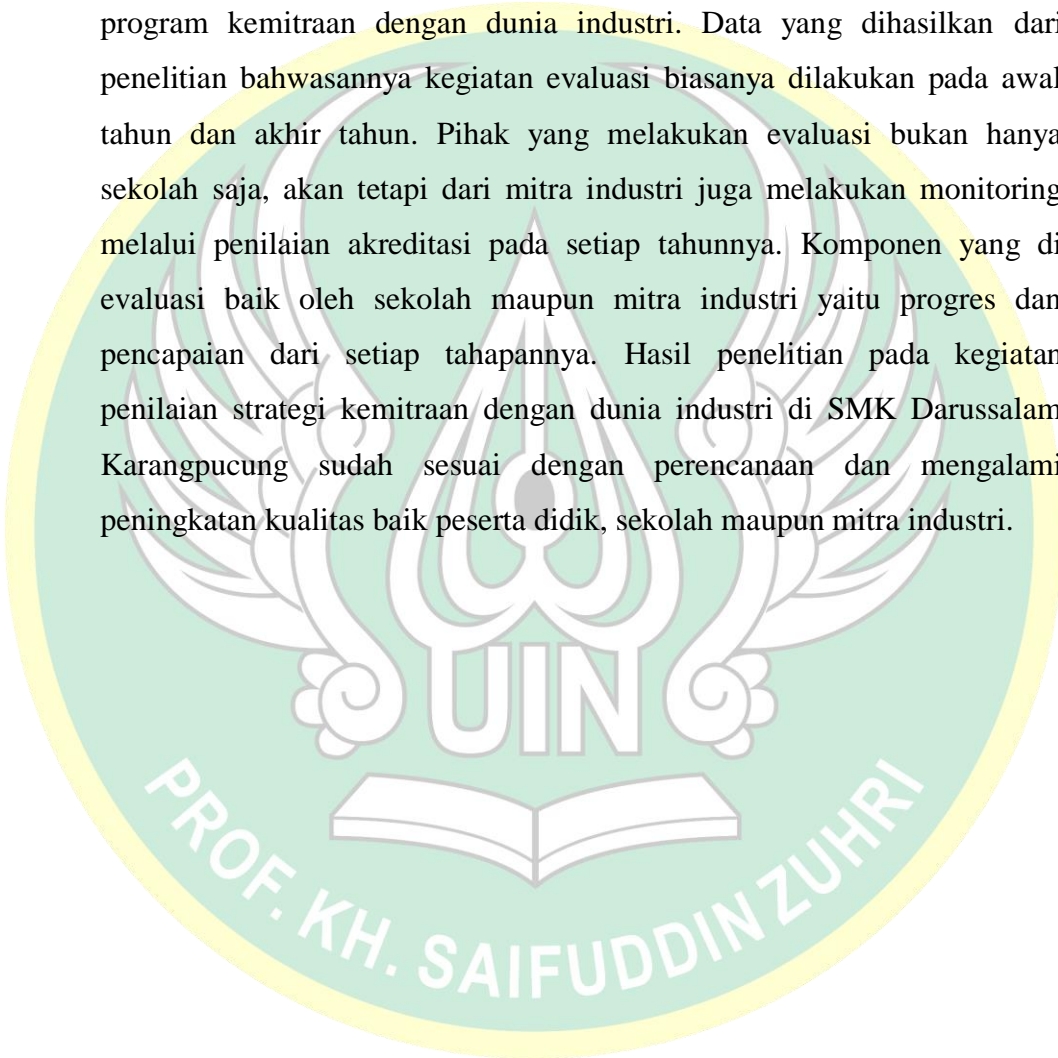 program kemitraan dengan dunia industri. Data yang dihasilkan dari
penelitian bahwasannya kegiatan evaluasi biasanya dilakukan pada awal
tahun dan akhir tahun. Pihak yang melakukan evaluasi bukan hanya
sekolah saja, akan tetapi dari mitra industri juga melakukan monitoring
melalui penilaian akreditasi pada setiap tahunnya. Komponen yang di
evaluasi baik oleh sekolah maupun mitra industri yaitu progres dan
pencapaian dari setiap tahapannya. Hasil penelitian pada kegiatan
penilaian strategi kemitraan dengan dunia industri di SMK Darussalam
Karangpucung sudah sesuai dengan perencanaan dan mengalami
peningkatan kualitas baik peserta didik, sekolah maupun mitra industri.
UIN
PROF. KH. SAIFUDDIN ZUHRI